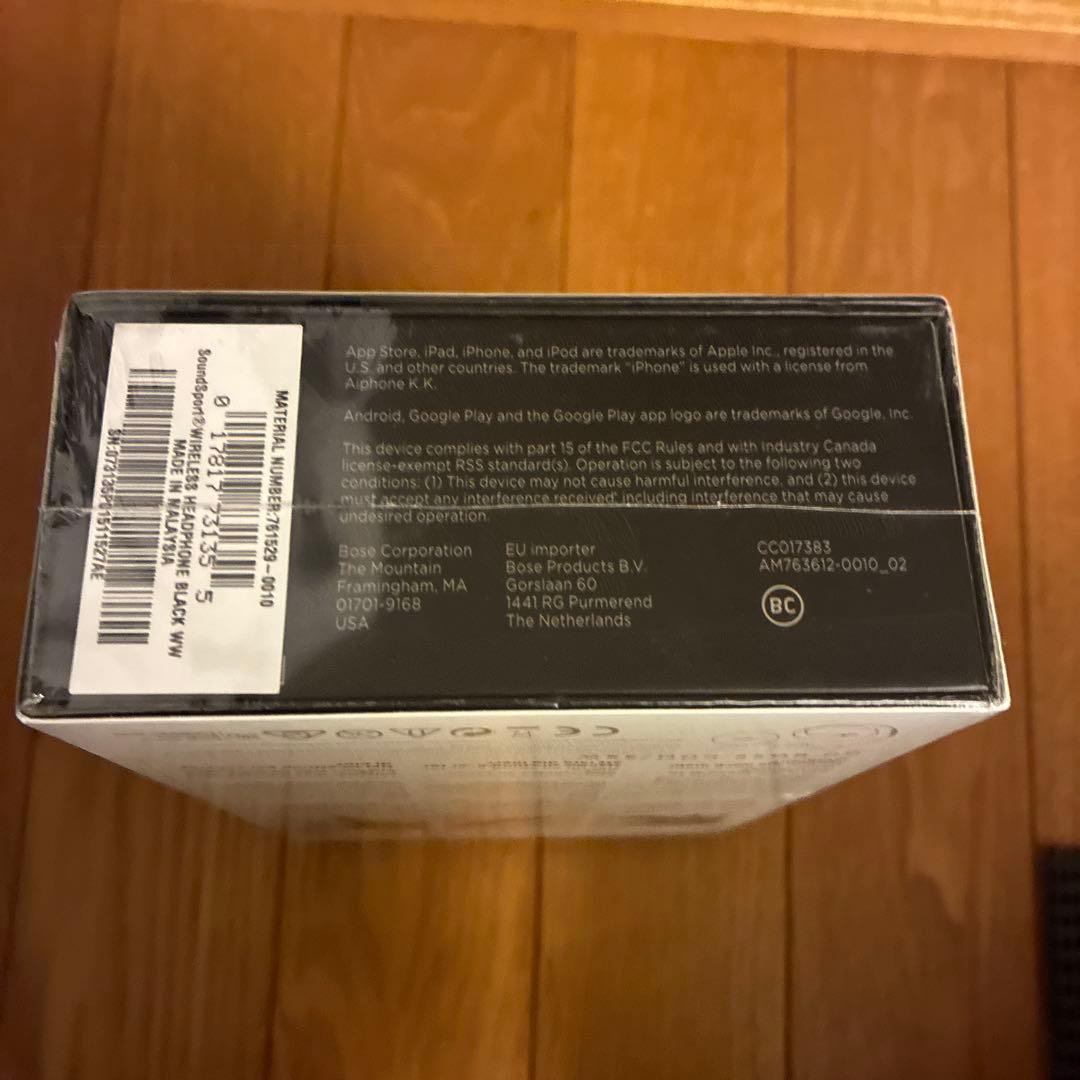 MATERIAL NUMBER:761529-0010
0 17817 73135 5
SoundSport®WIRELESS HEADPHONE BLACK WW
MADE IN NALAYSIA
App Store, iPad, iPhone, and iPod are trademarks of Apple Inc., registered in the
U.S. and other countries. The trademark "iPhone" is used with a license from
Aiphone K.K.
Android, Google Play and the Google Play app logo are trademarks of Google, Inc.
This device complies with part 15 of the FCC Rules and with Industry Canada
license-exempt RSS standard(s). Operation is subject to the following two
conditions: (1) This device may not cause harmful interference, and (2) this device
must accept any interference received, including interference that may cause
undesired operation.
Bose Corporation
The Mountain
Framingham, MA
01701-9168
USA
EU importer
Bose Products B.V.
Gorslaan 60
1441 RG Purmerend
The Netherlands
CC017383
AM763612-0010_02
BC